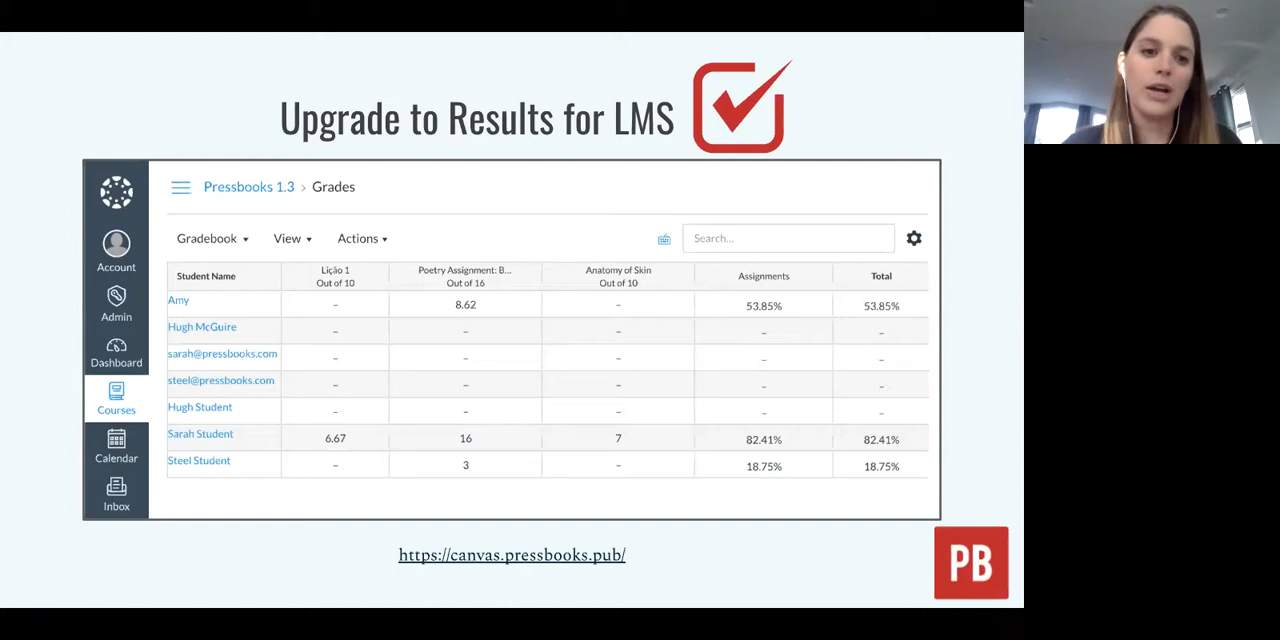 Upgrade to Results for LMS
Pressbooks 1.3 › Grades
Account
Admin
Dashboard
Courses
Calendar
Inbox
Gradebook View Actions Search...
Student Name Lição 1 Out of 10 Poetry Assignment: B... Out of 16 Anatomy of Skin Out of 10 Assignments Total
Amy – 8.62 – 53.85% 53.85%
Hugh McGuire – – – – –
sarah@pressbooks.com – – – – –
steel@pressbooks.com – – – – –
Hugh Student – – – – –
Sarah Student 6.67 16 7 82.41% 82.41%
Steel Student – 3 – 18.75% 18.75%
https://canvas.pressbooks.pub/
PB